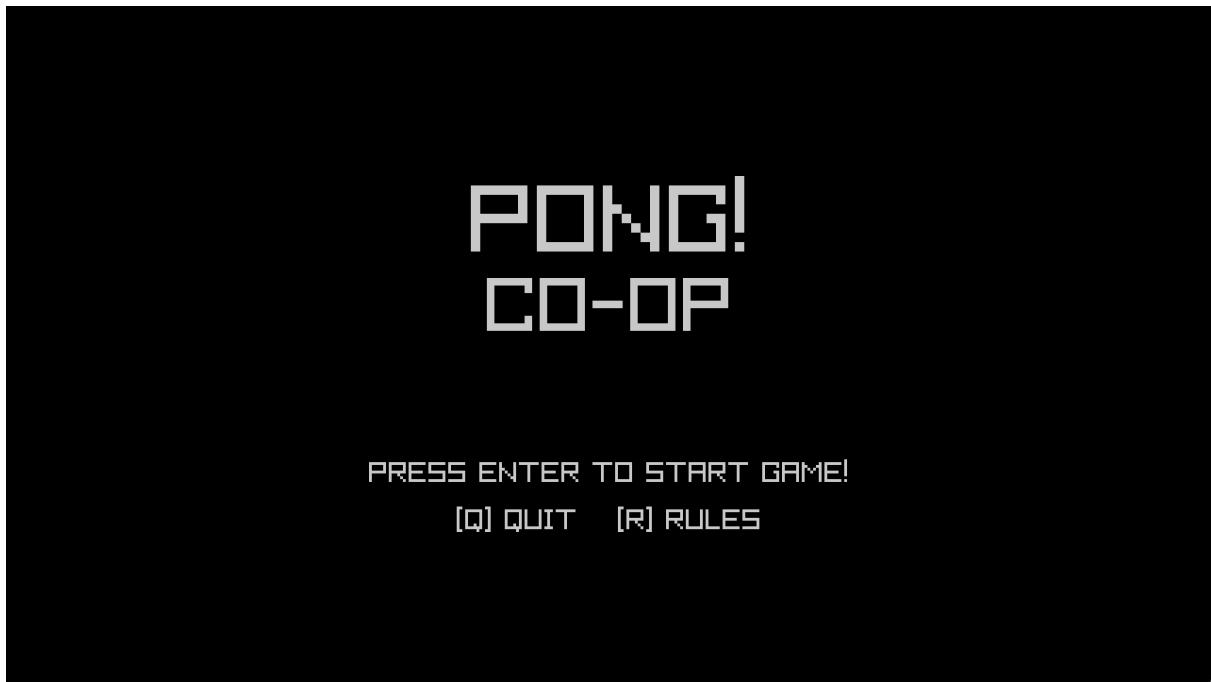 PONG!
CO-OP
PRESS ENTER TO START GAME!
[Q] QUIT [R] RULES